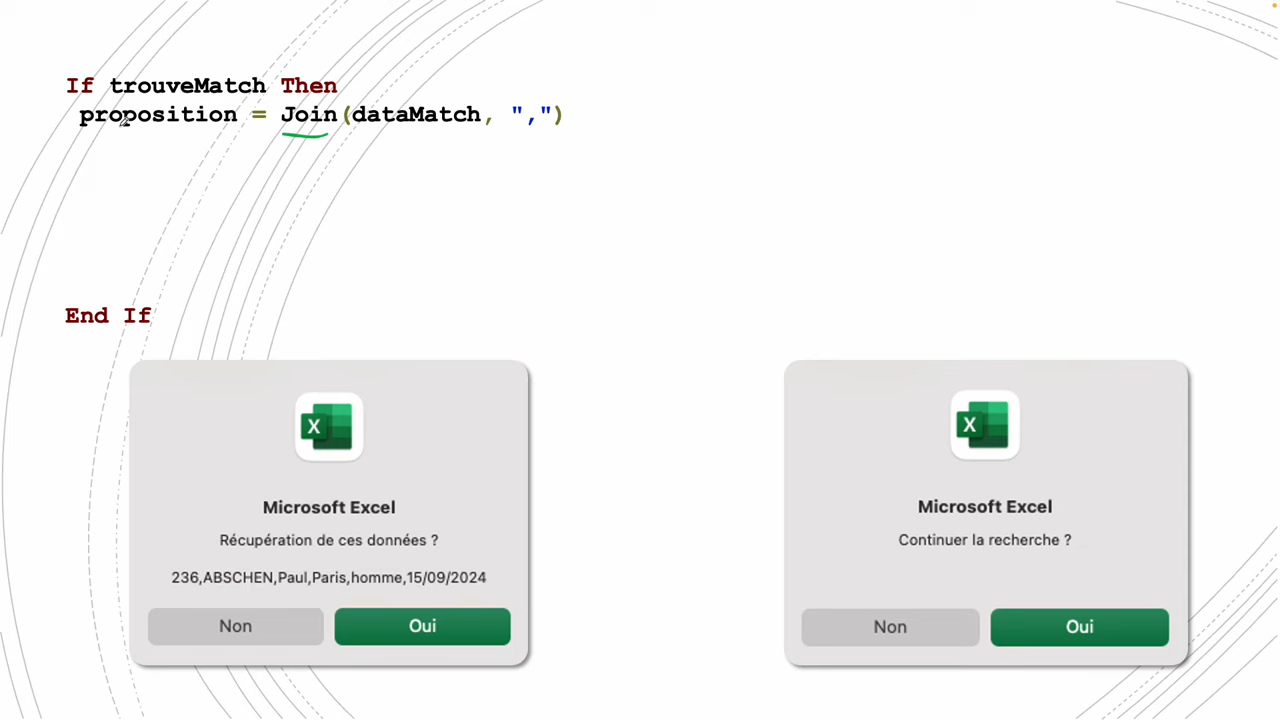 If trouveMatch Then
proposition = Join(dataMatch, ",")
End If
X
Microsoft Excel
Récupération de ces données ?
236,ABSCHEN,Paul,Paris,homme,15/09/2024
Non
Oui
X
Microsoft Excel
Continuer la recherche ?
Non
Oui